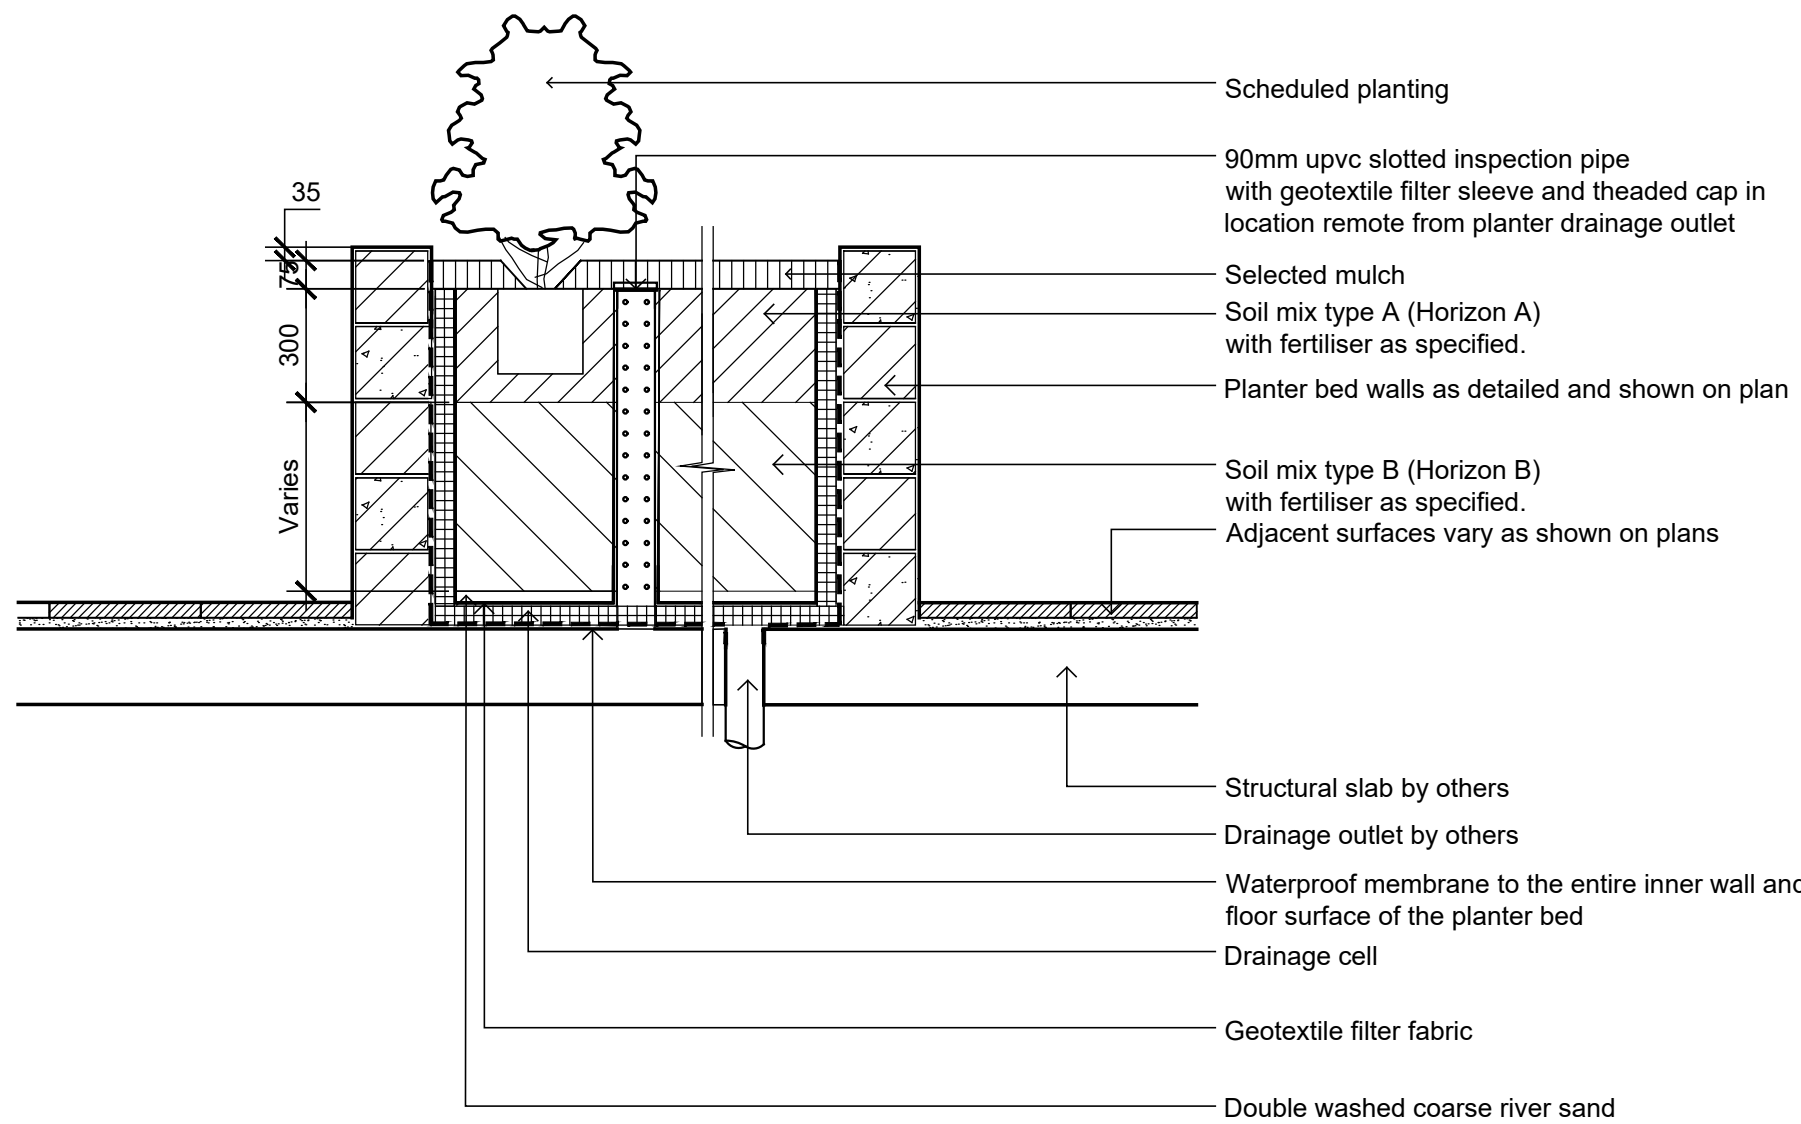 Scheduled planting
90mm upvc slotted inspection pipe
with geotextile filter sleeve and theaded cap in
location remote from planter drainage outlet
35
Selected mulch
75
Soil mix type A (Horizon A)
with fertiliser as specified.
300
Planter bed walls as detailed and shown on plan
Soil mix type B (Horizon B)
with fertiliser as specified.
Varies
Adjacent surfaces vary as shown on plans
Structural slab by others
Drainage outlet by others
Waterproof membrane to the entire inner wall and
floor surface of the planter bed
Drainage cell
Geotextile filter fabric
Double washed coarse river sand